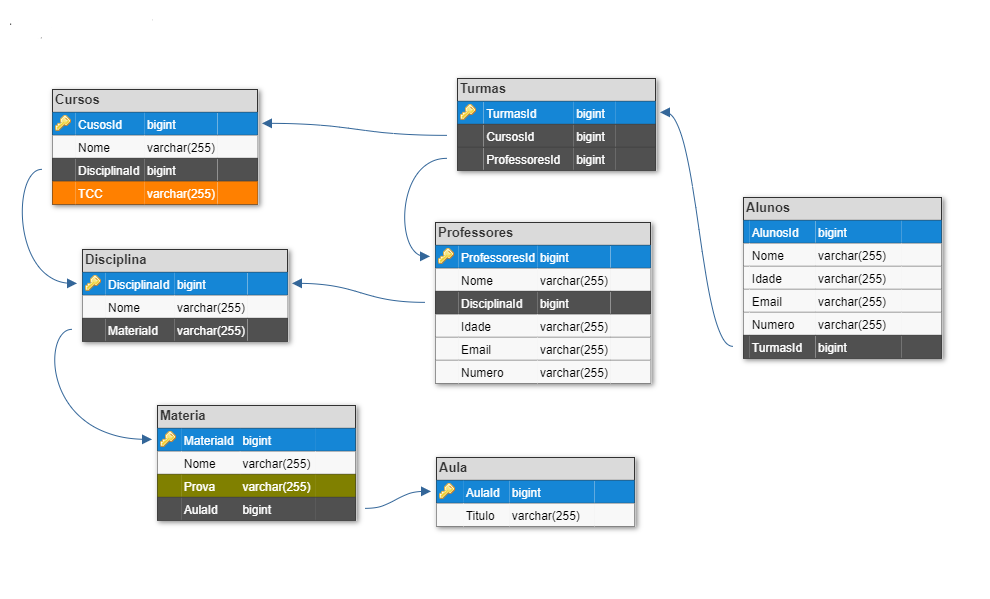 Cursos
CusosId bigint
Nome varchar(255)
DisciplinaId bigint
TCC varchar(255)
Turmas
TurmasId bigint
CursosId bigint
ProfessoresId bigint
Alunos
AlunosId bigint
Nome varchar(255)
Idade varchar(255)
Email varchar(255)
Numero varchar(255)
TurmasId bigint
Professores
ProfessoresId bigint
Nome varchar(255)
DisciplinaId bigint
Idade varchar(255)
Email varchar(255)
Numero varchar(255)
Disciplina
DisciplinaId bigint
Nome varchar(255)
MateriaId varchar(255)
Materia
MateriaId bigint
Nome varchar(255)
Prova varchar(255)
AulaId bigint
Aula
AulaId bigint
Titulo varchar(255)